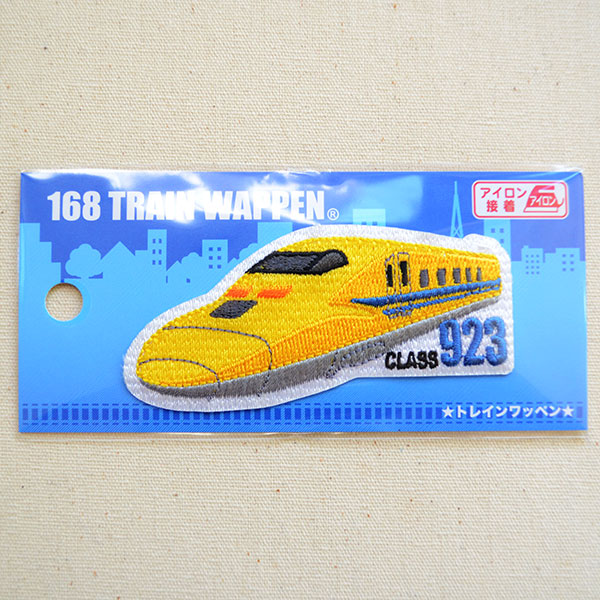 168 TRAIN WAPPEN®
アイロン
接着
アイロン
CLASS 923
★トレインワッペン★